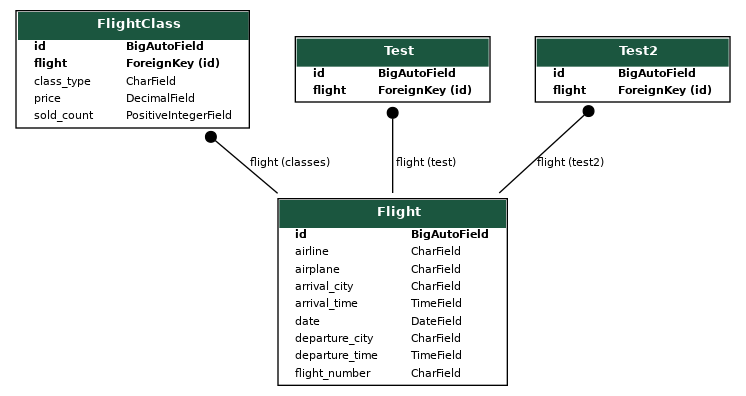 FlightClass
id BigAutoField
flight ForeignKey (id)
class_type CharField
price DecimalField
sold_count PositiveIntegerField
Test
id BigAutoField
flight ForeignKey (id)
Test2
id BigAutoField
flight ForeignKey (id)
flight (classes)
flight (test)
flight (test2)
Flight
id BigAutoField
airline CharField
airplane CharField
arrival_city CharField
arrival_time TimeField
date DateField
departure_city CharField
departure_time TimeField
flight_number CharField